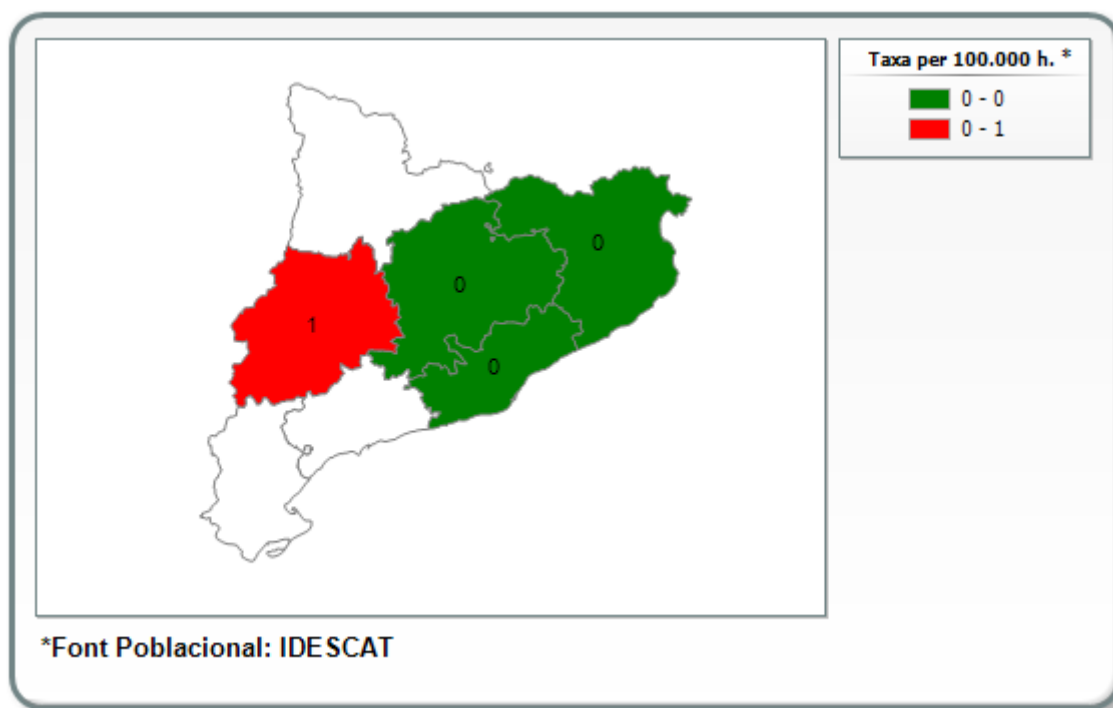 Taxa per 100.000 h. *
0 - 0
0 - 1
0
0
1
0
*Font Poblacional: IDESCAT